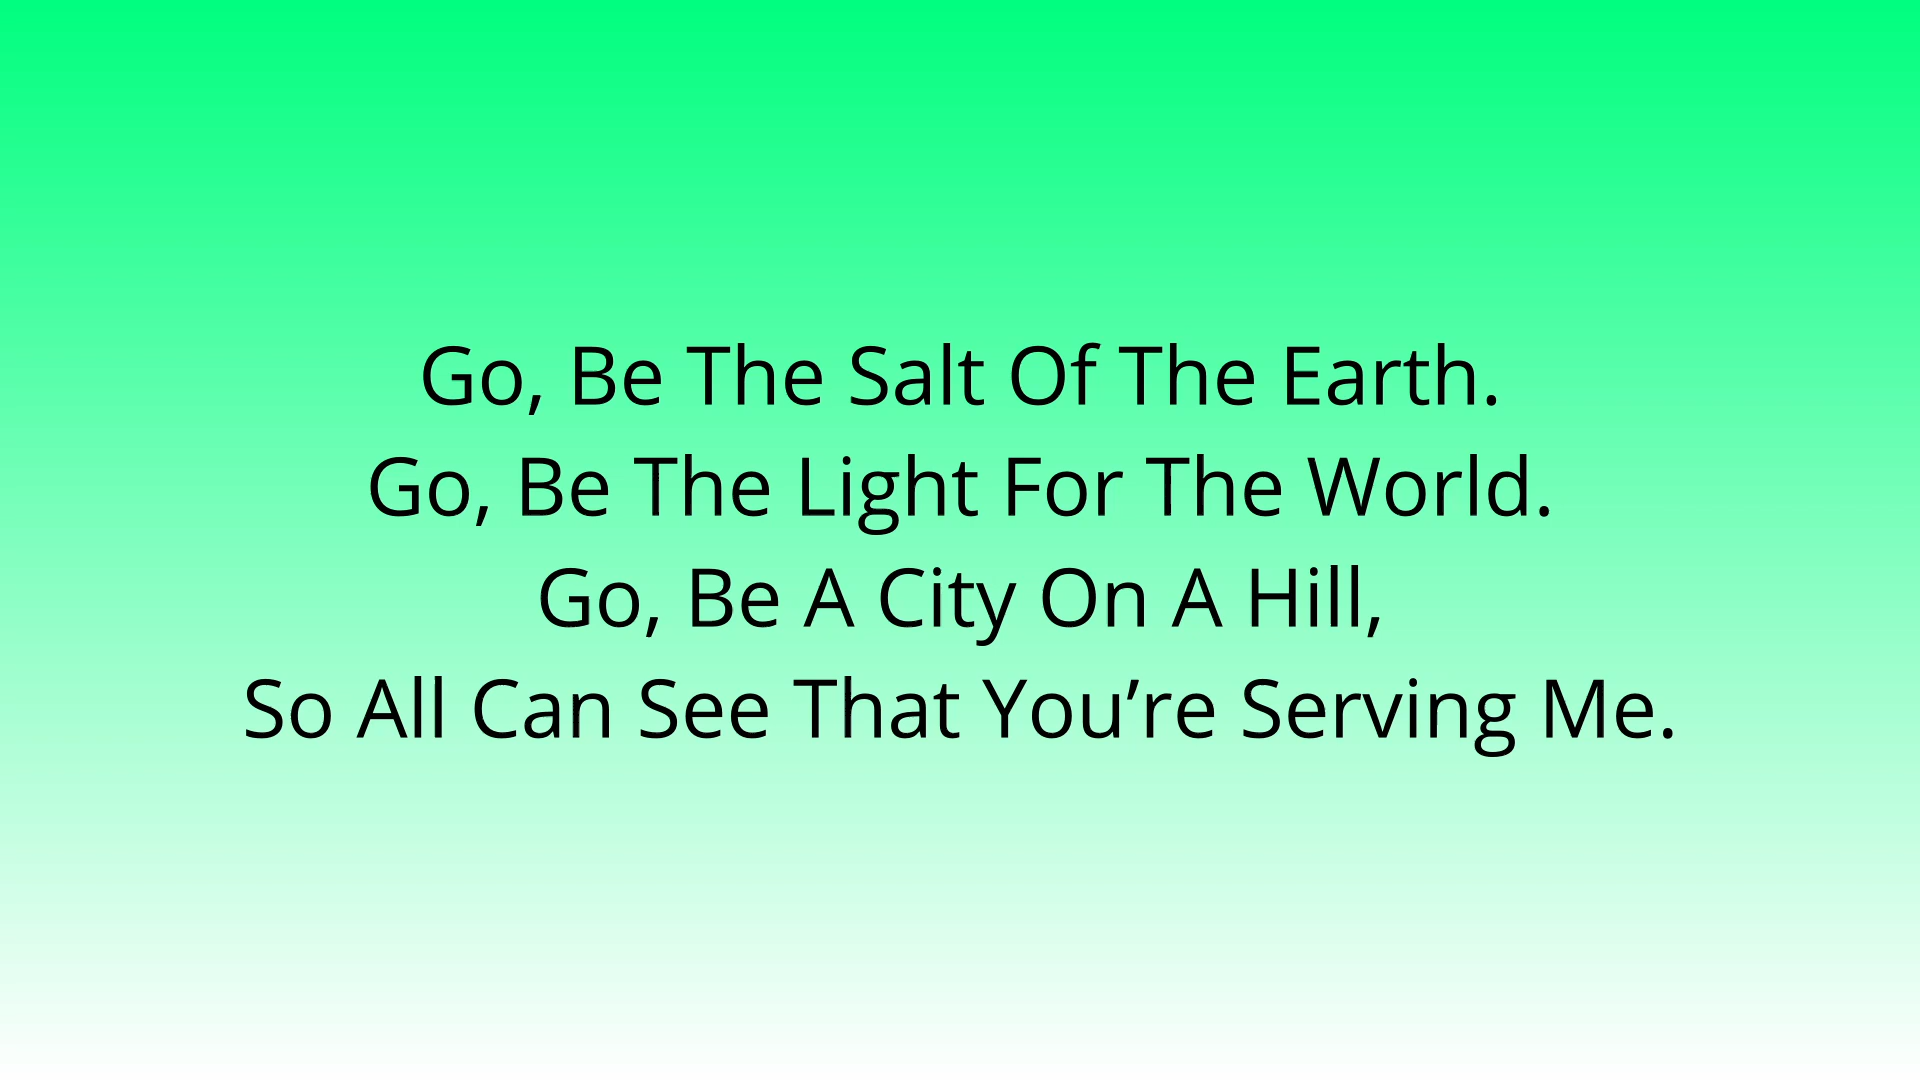 Go, Be The Salt Of The Earth.
Go, Be The Light For The World.
Go, Be A City On A Hill,
So All Can See That You’re Serving Me.